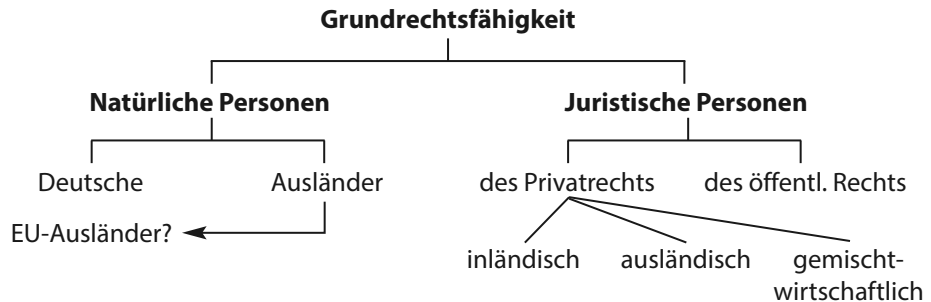 Grundrechtsfähigkeit
Natürliche Personen
Juristische Personen
Deutsche
Ausländer
des Privatrechts
des öffentl. Rechts
EU-Ausländer?
inländisch
ausländisch
gemischt-
wirtschaftlich